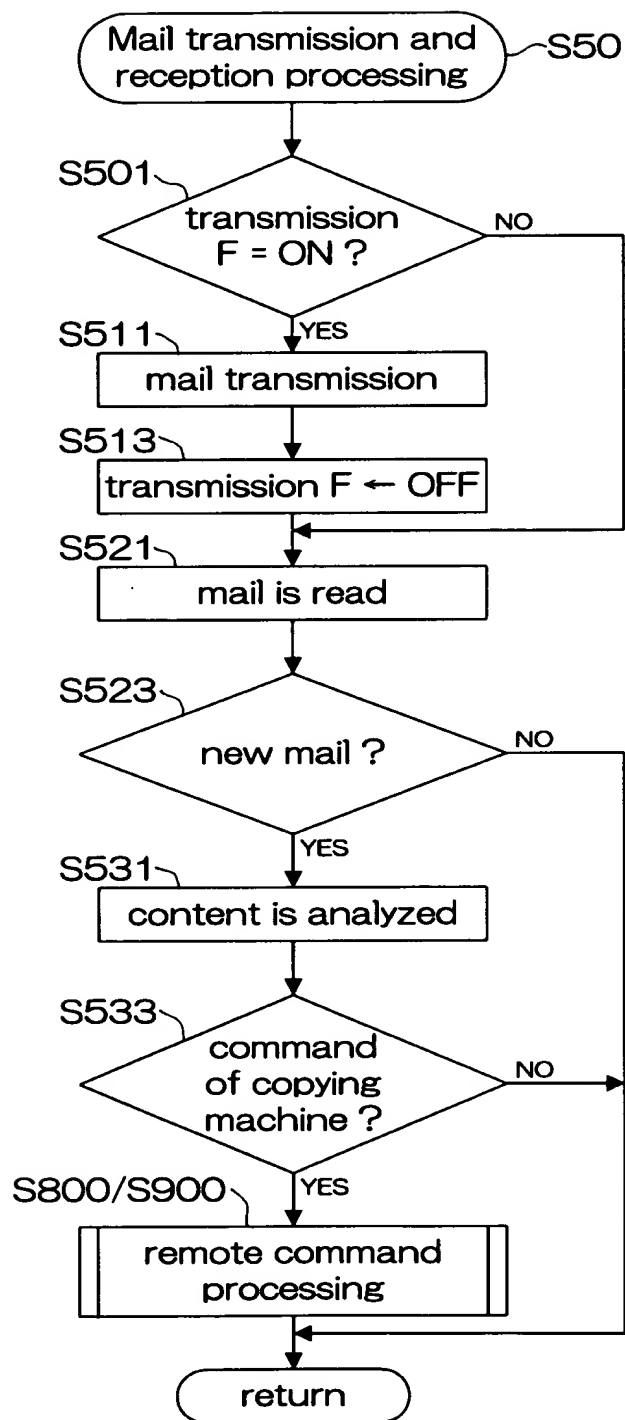 Mail transmission and
reception processing
S50
S501
transmission
F = ON ?
NO
YES
S511
mail transmission
S513
transmission F ← OFF
S521
mail is read
S523
new mail ?
NO
YES
S531
content is analyzed
S533
command
of copying
machine ?
NO
YES
S800/S900
remote command
processing
return